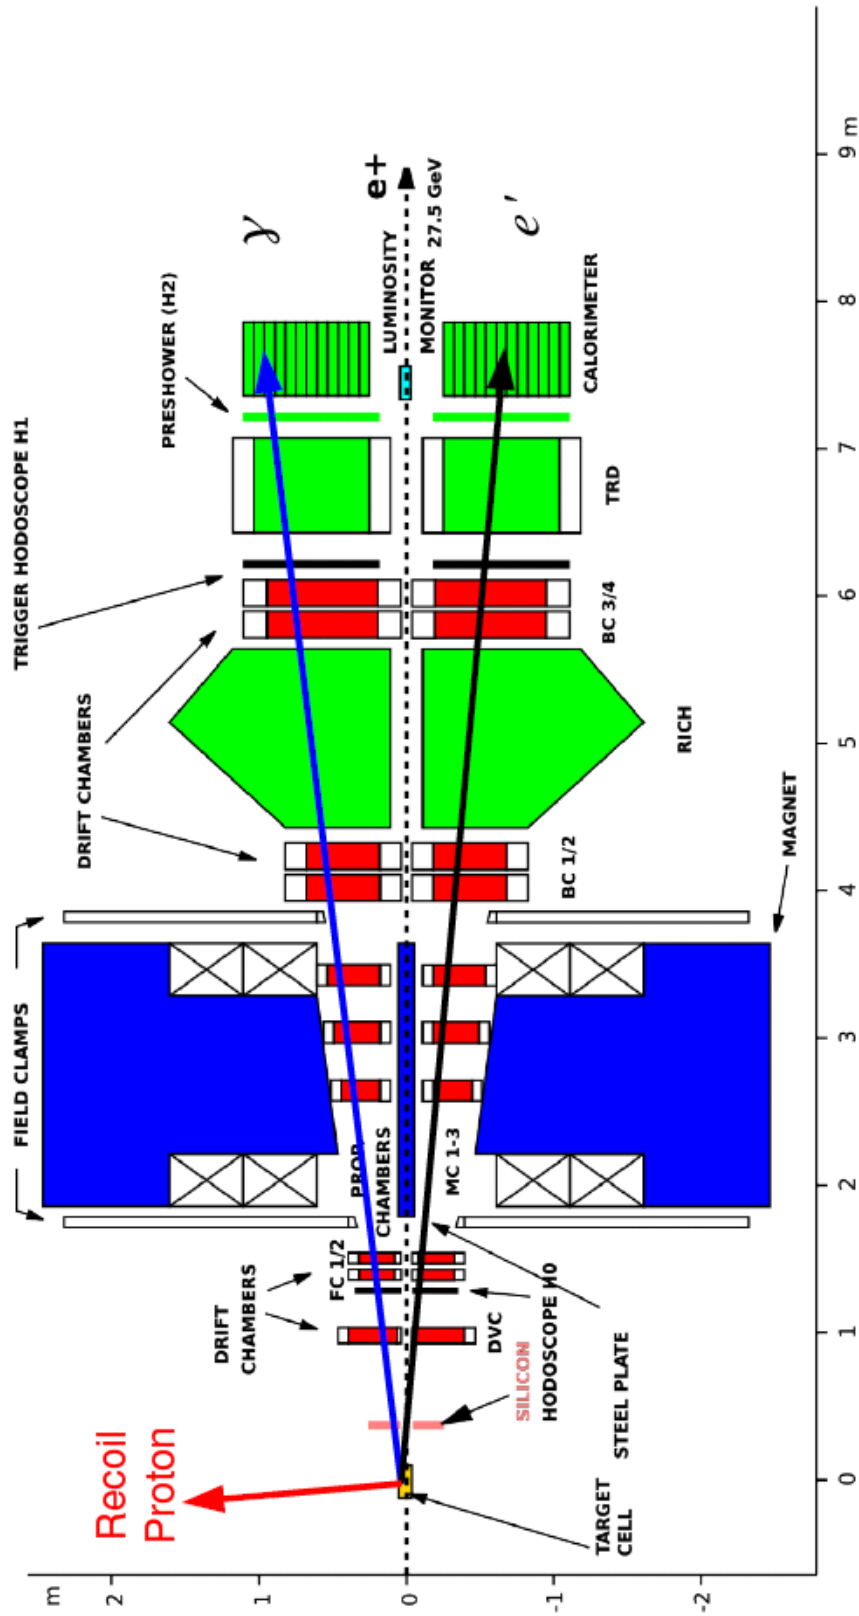 FIELD CLAMPS
TRIGGER HODOSCOPE H1
DRIFT CHAMBERS
PRESHOWER (H2)
Recoil
Proton
DRIFT
CHAMBERS
FC 1/2
PROP
CHAMBERS
γ
LUMINOSITY
e+
MONITOR
27.5 GeV
MC 1-3
DVC
SILICON
HODOSCOPE H0
e'
BC 1/2
BC 3/4
TRD
CALORIMETER
STEEL PLATE
TARGET
CELL
RICH
MAGNET
m
2
1
0
-1
-2
0
1
2
3
4
5
6
7
8
9 m